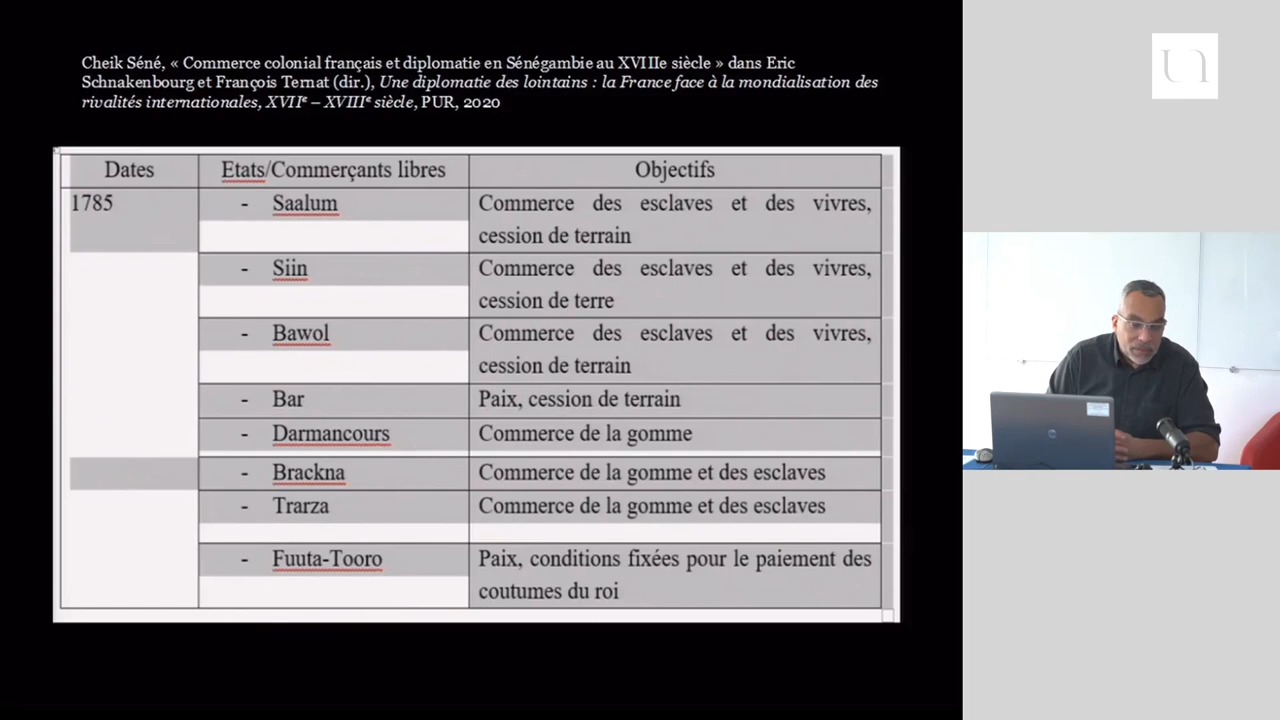 Cheik Séné, « Commerce colonial français et diplomatie en Sénégambie au XVIIIe siècle » dans Eric
Schnakenbourg et François Ternat (dir.), Une diplomatie des lointains : la France face à la mondialisation des
rivalités internationales, XVIIe – XVIIIe siècle, PUR, 2020
Dates Etats/Commerçants libres Objectifs
1785 - Saalum Commerce des esclaves et des vivres,
cession de terrain
- Siin Commerce des esclaves et des vivres,
cession de terre
- Bawol Commerce des esclaves et des vivres,
cession de terrain
- Bar Paix, cession de terrain
- Darmancours Commerce de la gomme
- Brackna Commerce de la gomme et des esclaves
- Trarza Commerce de la gomme et des esclaves
- Fuuta-Tooro Paix, conditions fixées pour le paiement des
coutumes du roi